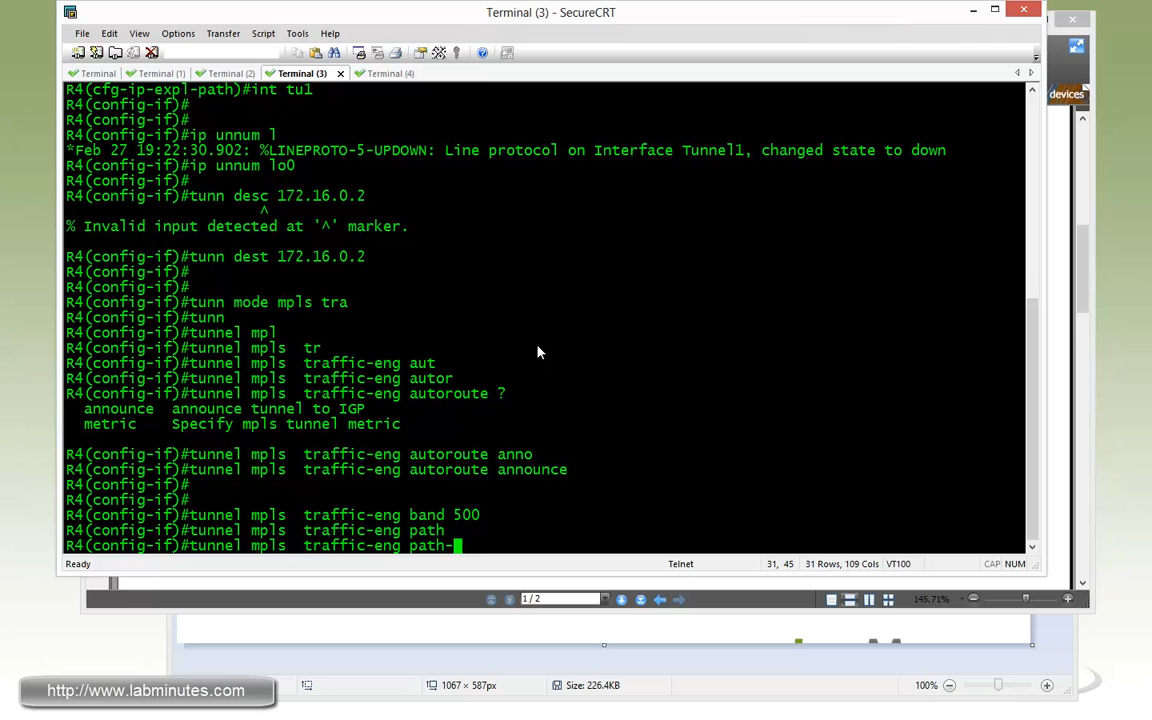 Terminal (3) - SecureCRT
File Edit View Options Transfer Script Tools Help
Terminal Terminal (1) Terminal (2) Terminal (3) Terminal (4)
devices
R4(cfg-ip-expl-path)#int tu1
R4(config-if)#
R4(config-if)#
R4(config-if)#ip unnum l
*Feb 27 19:22:30.902: %LINEPROTO-5-UPDOWN: Line protocol on Interface Tunnel1, changed state to down
R4(config-if)#ip unnum lo0
R4(config-if)#
R4(config-if)#tunn desc 172.16.0.2
^
% Invalid input detected at '^' marker.
R4(config-if)#tunn dest 172.16.0.2
R4(config-if)#
R4(config-if)#
R4(config-if)#tunn mode mpls tra
R4(config-if)#tunn
R4(config-if)#tunnel mpl
R4(config-if)#tunnel mpls  tr
R4(config-if)#tunnel mpls  traffic-eng aut
R4(config-if)#tunnel mpls  traffic-eng autor
R4(config-if)#tunnel mpls  traffic-eng autoroute ?
announce  announce tunnel to IGP
metric    Specify mpls tunnel metric
R4(config-if)#tunnel mpls  traffic-eng autoroute anno
R4(config-if)#tunnel mpls  traffic-eng autoroute announce
R4(config-if)#
R4(config-if)#
R4(config-if)#tunnel mpls  traffic-eng band 500
R4(config-if)#tunnel mpls  traffic-eng path
R4(config-if)#tunnel mpls  traffic-eng path-
Ready Telnet 31, 45 31 Rows, 109 Cols VT100 CAP NUM
1 / 2 145.71%
http://www.labminutes.com 1067 × 587px Size: 226.4KB 100%